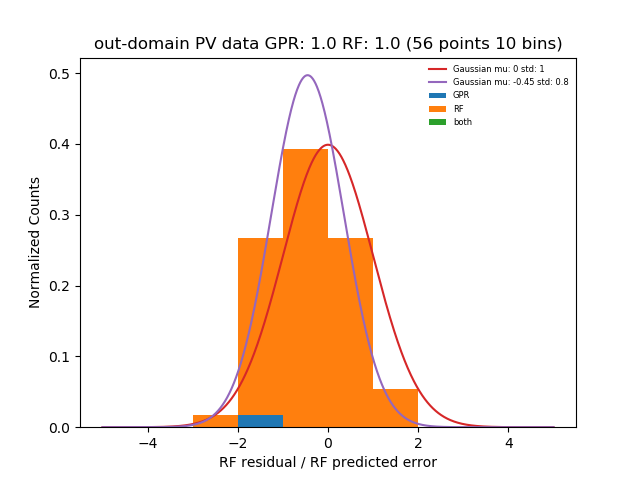 out-domain PV data GPR: 1.0 RF: 1.0 (56 points 10 bins)
Gaussian mu: 0 std: 1
Gaussian mu: -0.45 std: 0.8
GPR
RF
both
Normalized Counts
0.5
0.4
0.3
0.2
0.1
0.0
−4
−2
0
2
4
RF residual / RF predicted error